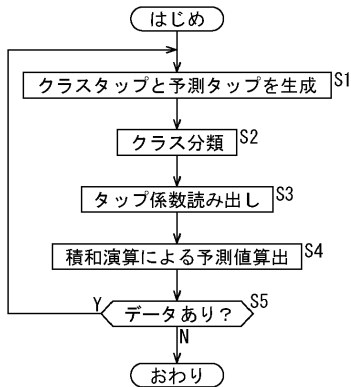 はじめ
クラスタップと予測タップを生成 S1
クラス分類 S2
タップ係数読み出し S3
積和演算による予測値算出 S4
Y データあり? S5
N
おわり